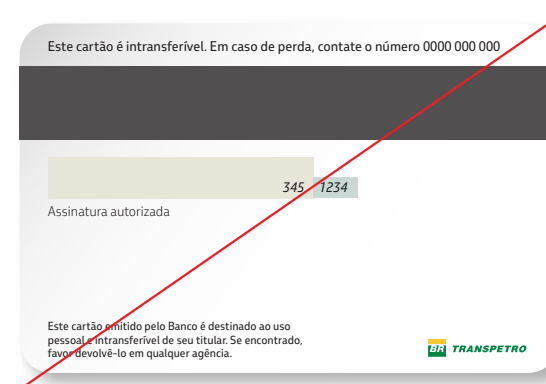 Este cartão é intransferível. Em caso de perda, contate o número 0000 000 000
345 1234
Assinatura autorizada
Este cartão emitido pelo Banco é destinado ao uso
pessoal e intransferível de seu titular. Se encontrado,
favor devolvê-lo em qualquer agência.
BR TRANSPETRO